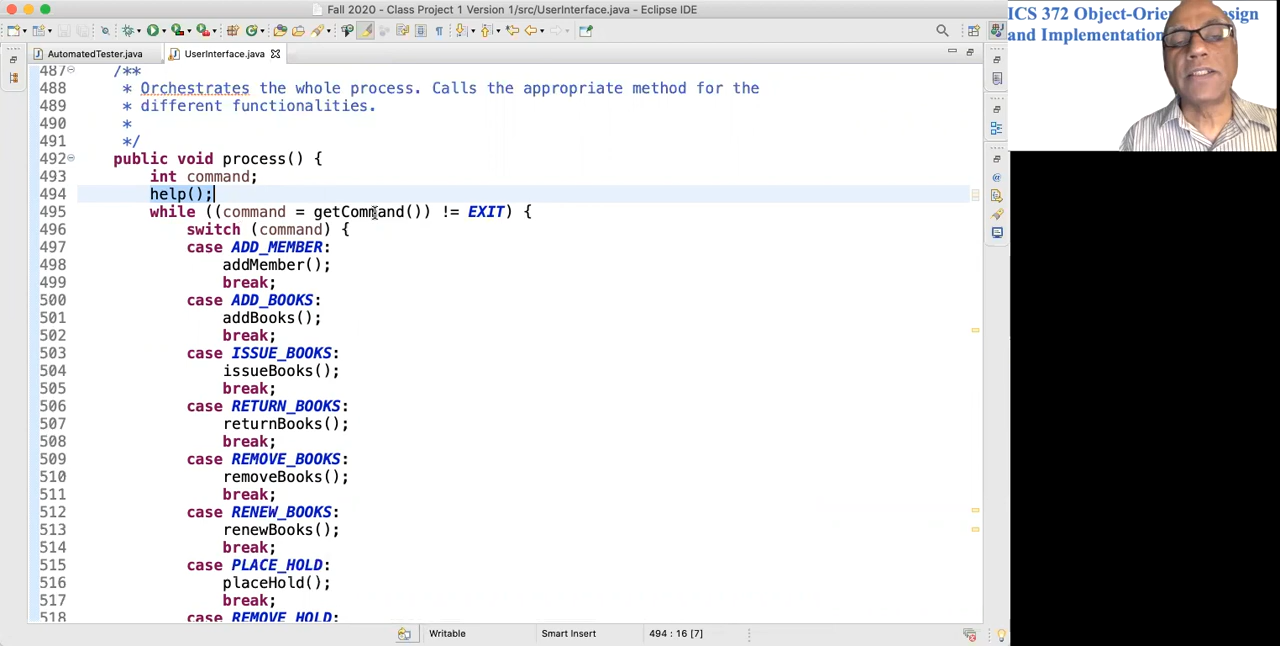 Fall 2020 - Class Project 1 Version 1/src/UserInterface.java - Eclipse IDE
AutomatedTester.java
UserInterface.java
487 /**
488 * Orchestrates the whole process. Calls the appropriate method for the
489 * different functionalities.
490 *
491 */
492 public void process() {
493 int command;
494 help();
495 while ((command = getCommand()) != EXIT) {
496 switch (command) {
497 case ADD_MEMBER:
498 addMember();
499 break;
500 case ADD_BOOKS:
501 addBooks();
502 break;
503 case ISSUE_BOOKS:
504 issueBooks();
505 break;
506 case RETURN_BOOKS:
507 returnBooks();
508 break;
509 case REMOVE_BOOKS:
510 removeBooks();
511 break;
512 case RENEW_BOOKS:
513 renewBooks();
514 break;
515 case PLACE_HOLD:
516 placeHold();
517 break;
518 case REMOVE_HOLD:
Writable
Smart Insert
494 : 16 [7]
ICS 372 Object-Ori
sign
and Implementation